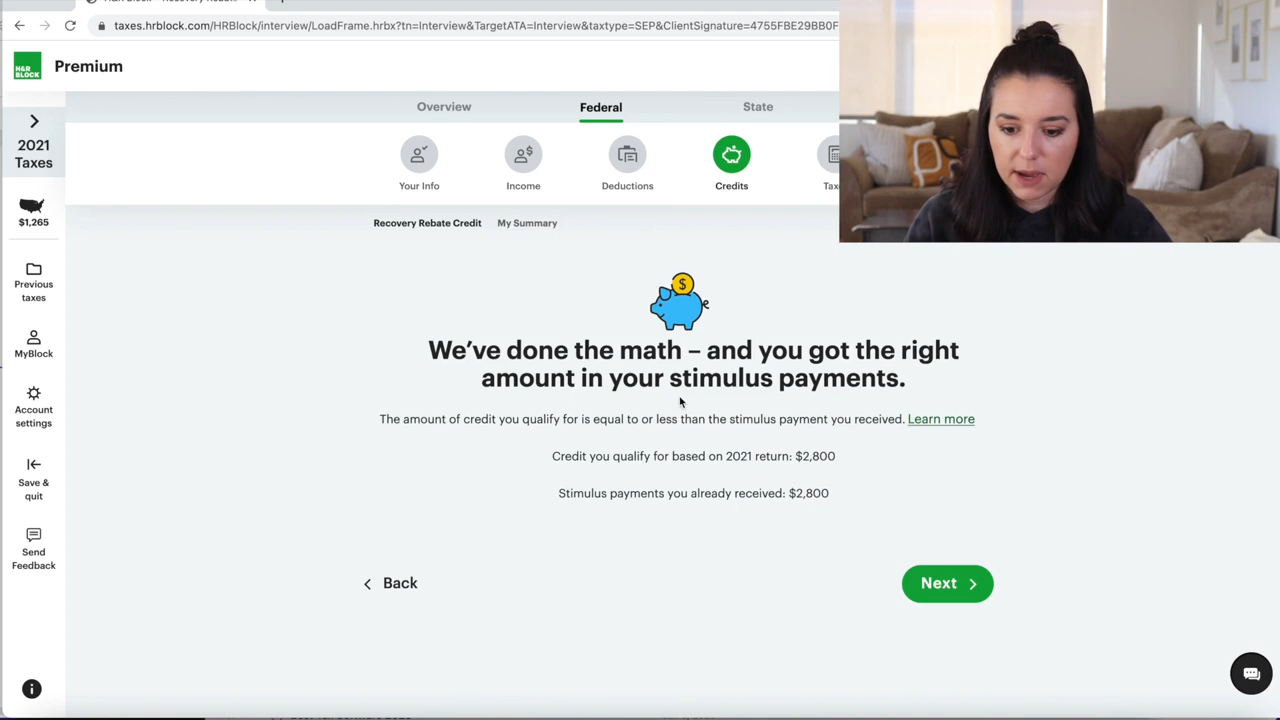 taxes.hrblock.com/HRBlock/interview/LoadFrame.hrbx?tn=Interview&TargetATA=Interview&taxtype=SEP&ClientSignature=4755FBE29BB0F
H&R
BLOCK
Premium
Overview
Federal
State
2021
Taxes
Your Info
Income
Deductions
Credits
$1,265
Recovery Rebate Credit
My Summary
Previous
taxes
$
We've done the math – and you got the right
amount in your stimulus payments.
MyBlock
The amount of credit you qualify for is equal to or less than the stimulus payment you received. Learn more
Account
settings
Credit you qualify for based on 2021 return: $2,800
Save &
quit
Stimulus payments you already received: $2,800
Send
Feedback
Back
Next